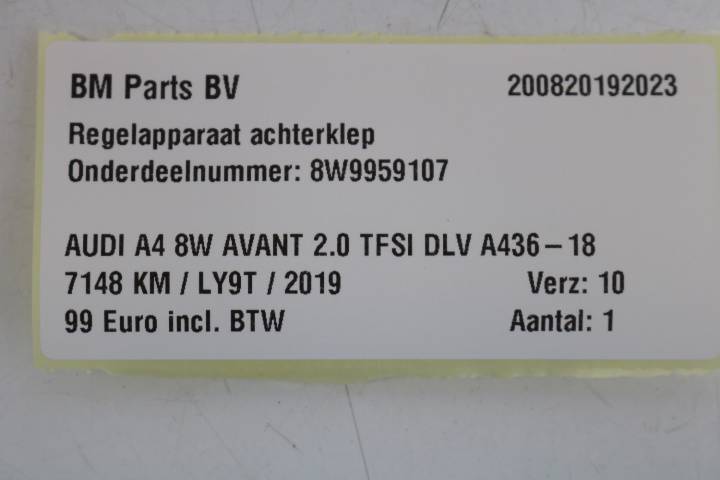 BM Parts BV 200820192023
Regelapparaat achterklep
Onderdeelnummer: 8W9959107
AUDI A4 8W AVANT 2.0 TFSI DLV A436-18
7148 KM / LY9T / 2019 Verz: 10
99 Euro incl. BTW Aantal: 1